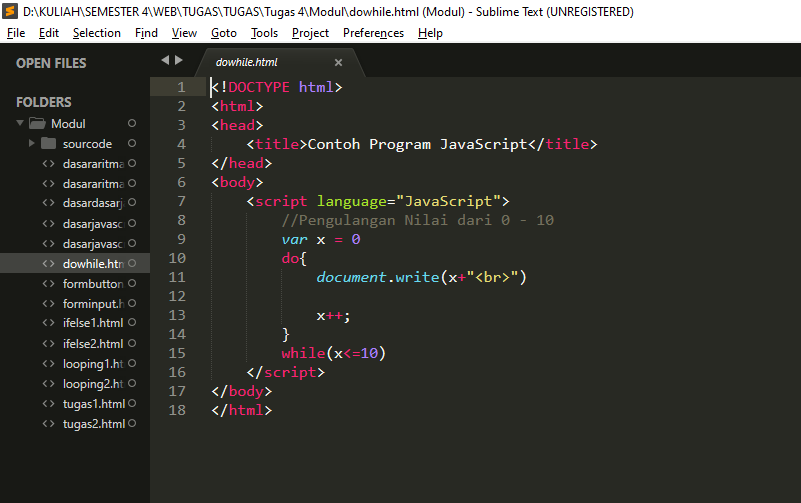 D:\KULIAH\SEMESTER 4\WEB\TUGAS\TUGAS\Tugas 4\Modul\dowhile.html (Modul) - Sublime Text (UNREGISTERED)
File Edit Selection Find View Goto Tools Project Preferences Help
OPEN FILES
FOLDERS
Modul
sourcode
dasararitma
dasararitma
dasardasarj
dasarjavasc
dasarjavasc
dowhile.htm
formbutton
forminput.h
ifelse1.html
ifelse2.html
looping1.ht
looping2.ht
tugas1.html
tugas2.html
dowhile.html ×
1 <!DOCTYPE html>
2 <html>
3 <head>
4     <title>Contoh Program JavaScript</title>
5 </head>
6 <body>
7     <script language="JavaScript">
8         //Pengulangan Nilai dari 0 - 10
9         var x = 0
10         do{
11             document.write(x+"<br>")
12
13             x++;
14         }
15         while(x<=10)
16     </script>
17 </body>
18 </html>